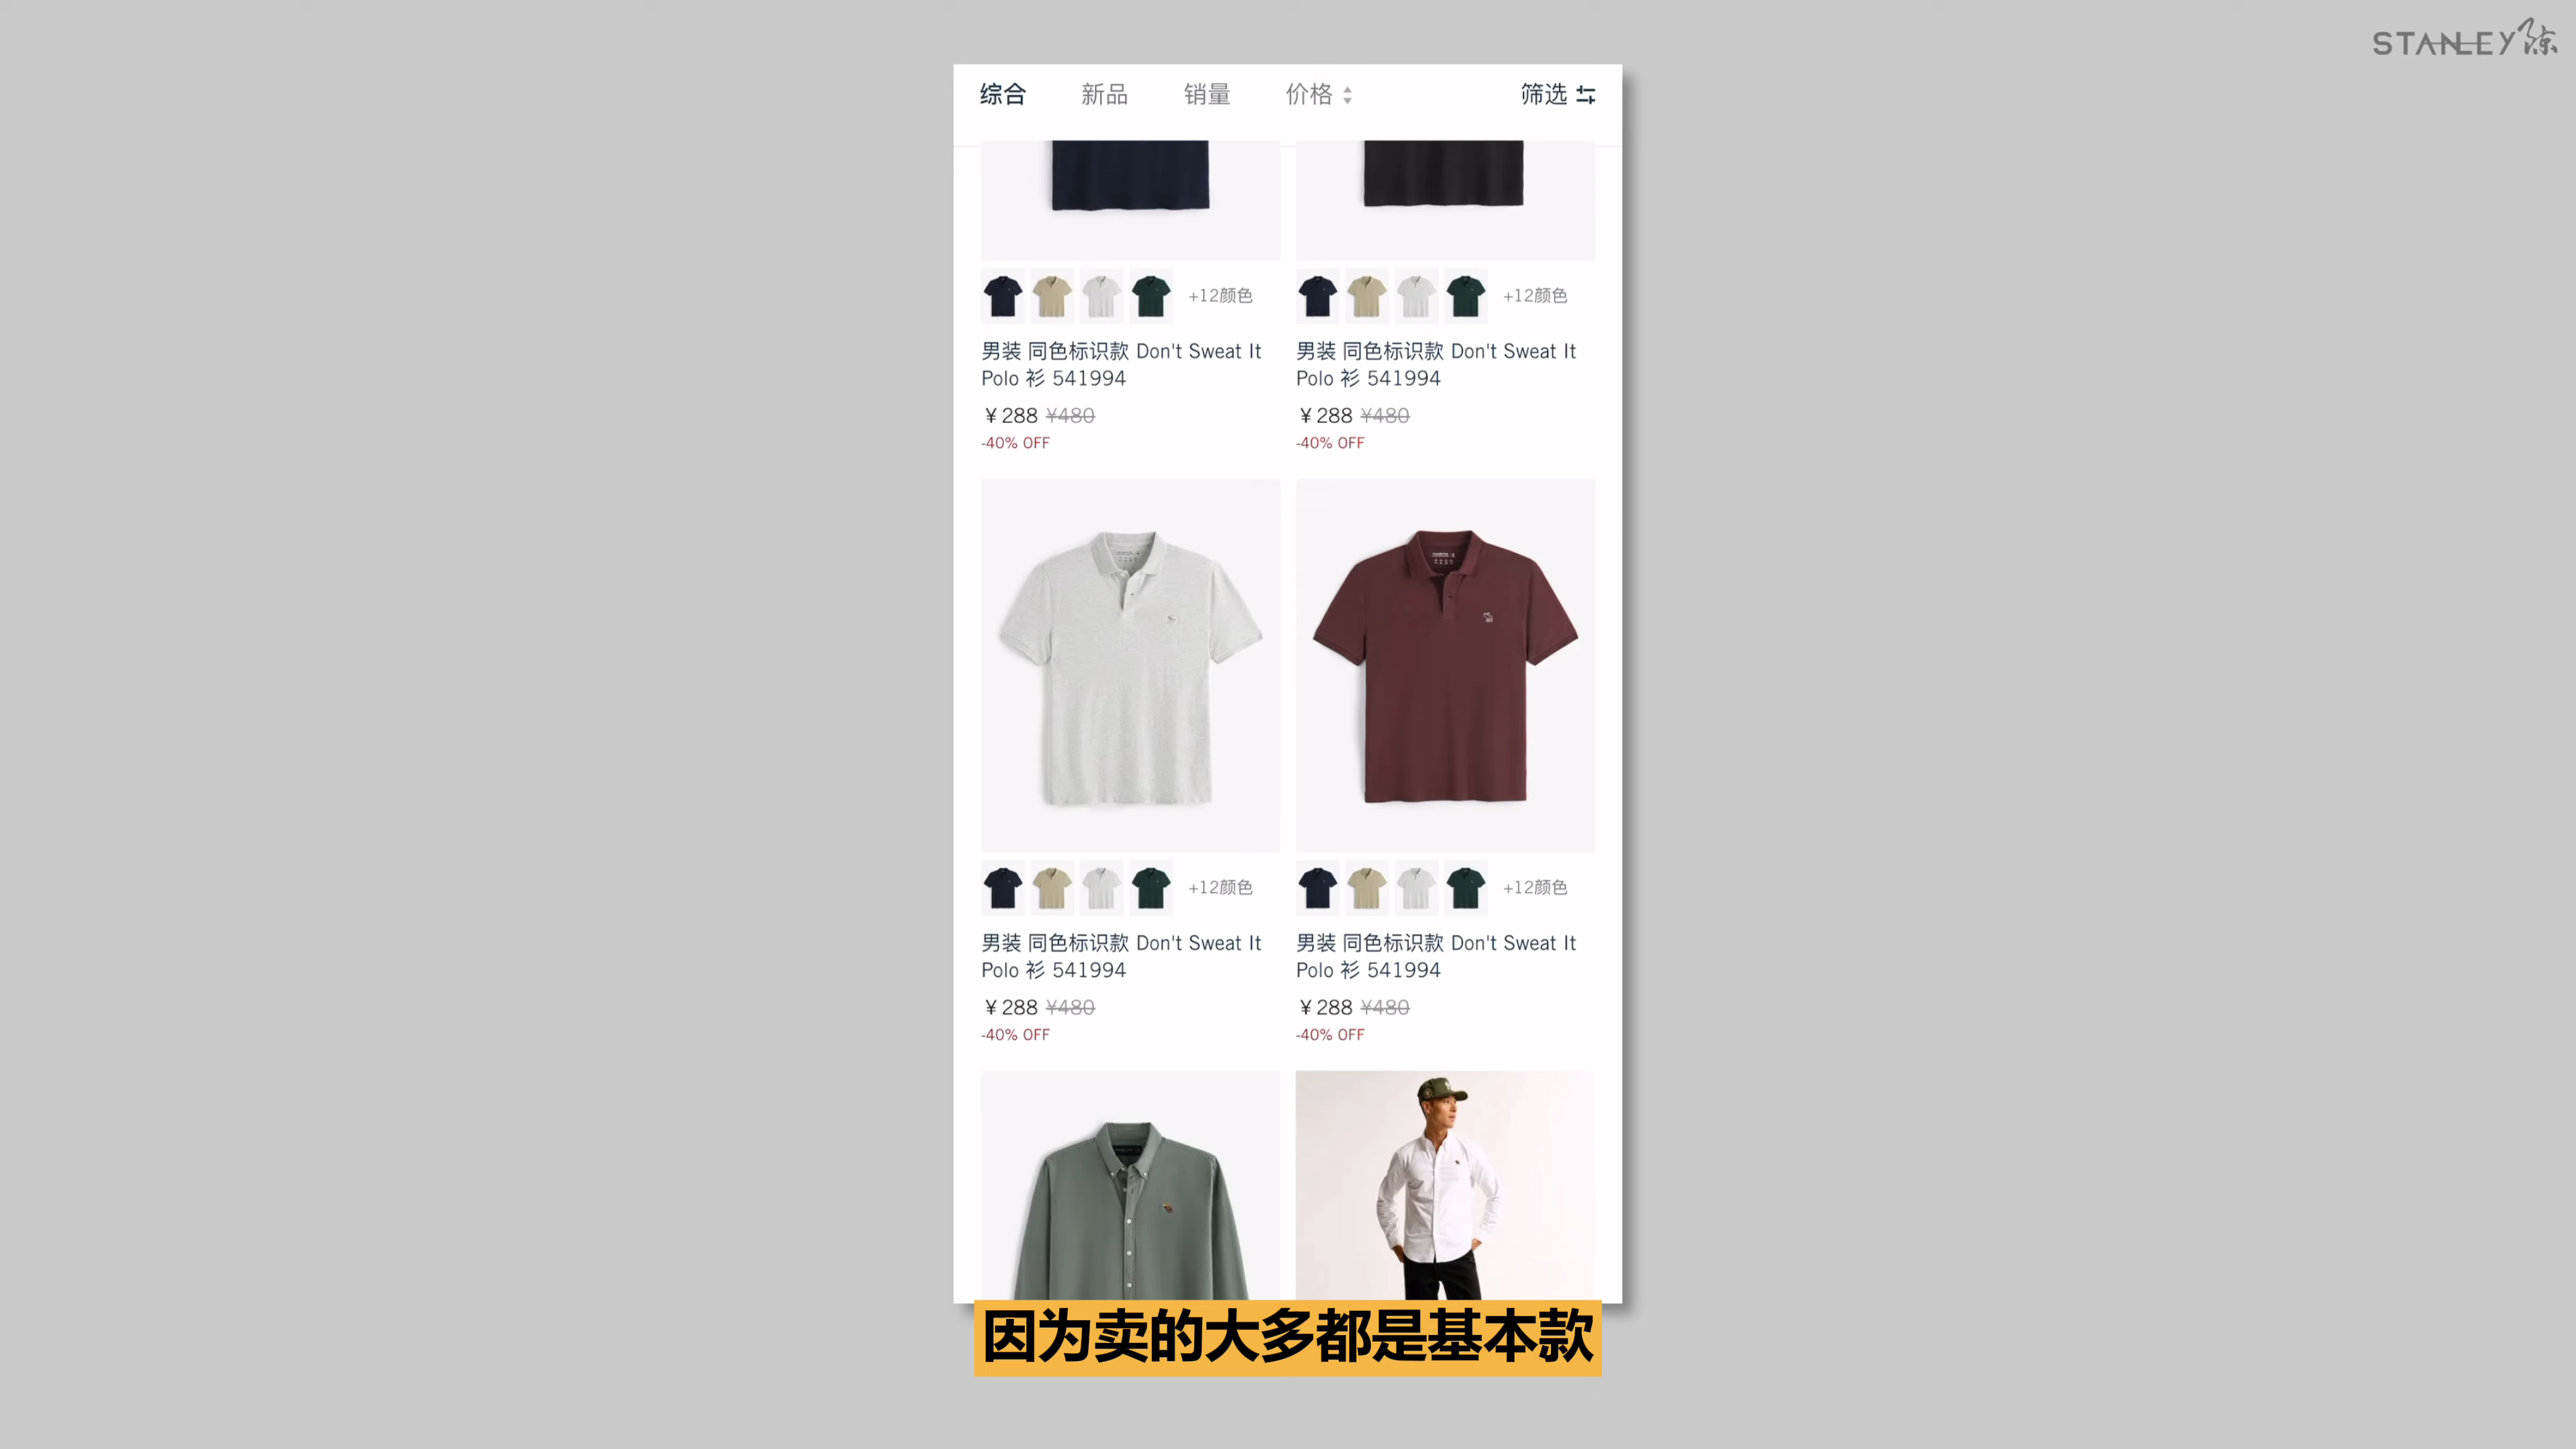 STANLEY陈
综合 新品 销量 价格 筛选
+12颜色 +12颜色
男装 同色标识款 Don't Sweat It
Polo 衫 541994
¥288 ¥480
-40% OFF
男装 同色标识款 Don't Sweat It
Polo 衫 541994
¥288 ¥480
-40% OFF
+12颜色 +12颜色
男装 同色标识款 Don't Sweat It
Polo 衫 541994
¥288 ¥480
-40% OFF
男装 同色标识款 Don't Sweat It
Polo 衫 541994
¥288 ¥480
-40% OFF
因为卖的大多都是基本款